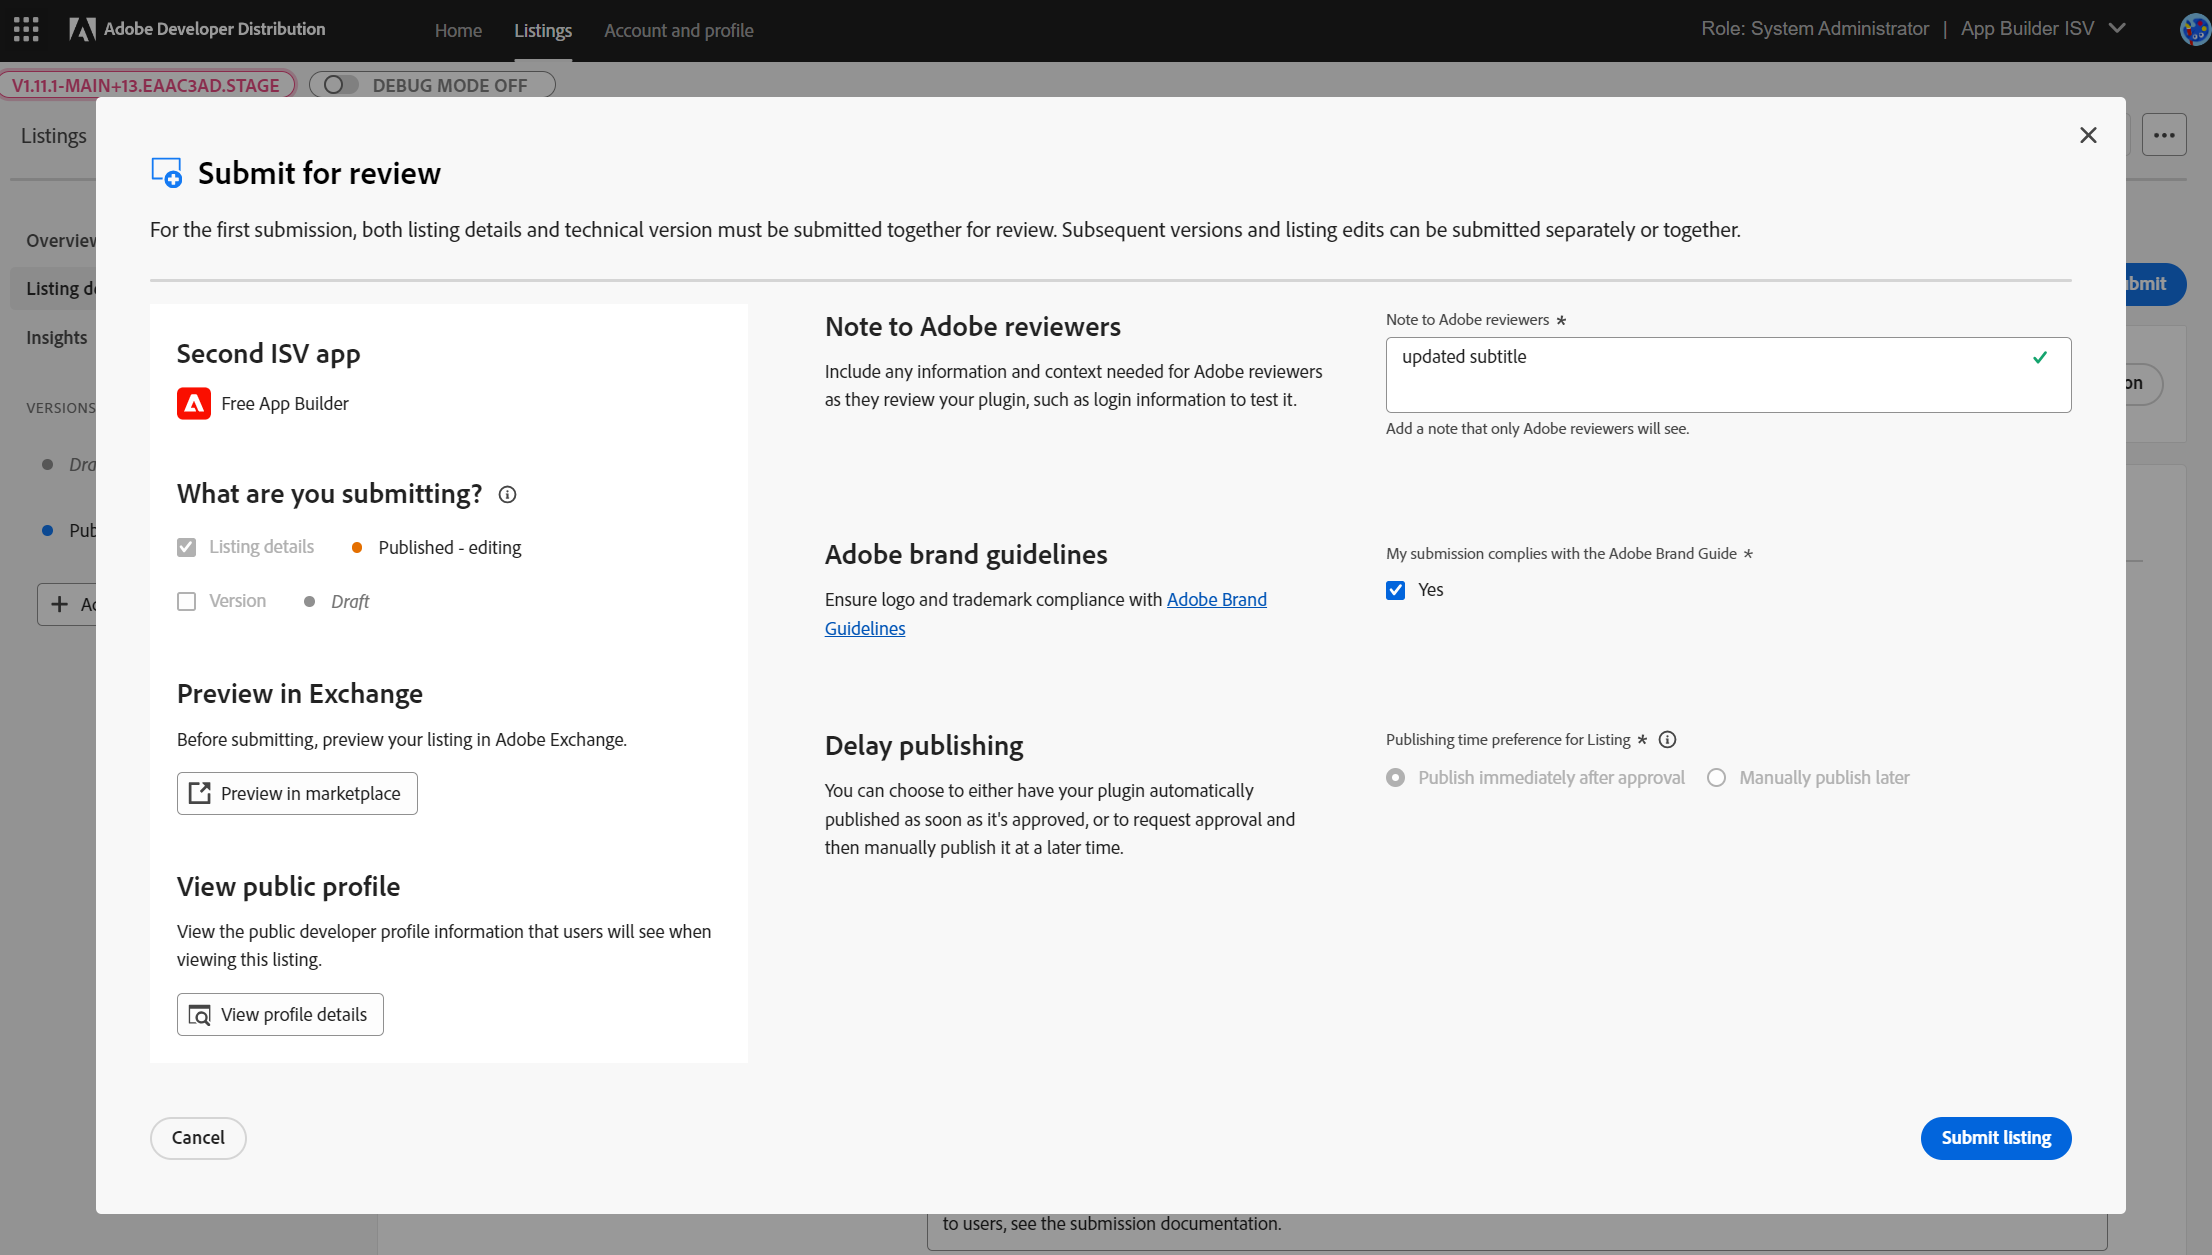 Adobe Developer Distribution
Home
Listings
Account and profile
Role: System Administrator | App Builder ISV
V1.11.1-MAIN+13.EAAC3AD.STAGE
DEBUG MODE OFF
Listings
Submit for review
For the first submission, both listing details and technical version must be submitted together for review. Subsequent versions and listing edits can be submitted separately or together.
Insights
VERSIONS
Second ISV app
Free App Builder
What are you submitting?
Listing details
Published - editing
Version
Draft
Preview in Exchange
Before submitting, preview your listing in Adobe Exchange.
Preview in marketplace
View public profile
View the public developer profile information that users will see when
viewing this listing.
View profile details
Note to Adobe reviewers
Include any information and context needed for Adobe reviewers
as they review your plugin, such as login information to test it.
Note to Adobe reviewers *
updated subtitle
Add a note that only Adobe reviewers will see.
Adobe brand guidelines
Ensure logo and trademark compliance with Adobe Brand
Guidelines
My submission complies with the Adobe Brand Guide *
Yes
Delay publishing
You can choose to either have your plugin automatically
published as soon as it's approved, or to request approval and
then manually publish it at a later time.
Publishing time preference for Listing *
Publish immediately after approval
Manually publish later
Cancel
Submit listing
to users, see the submission documentation.